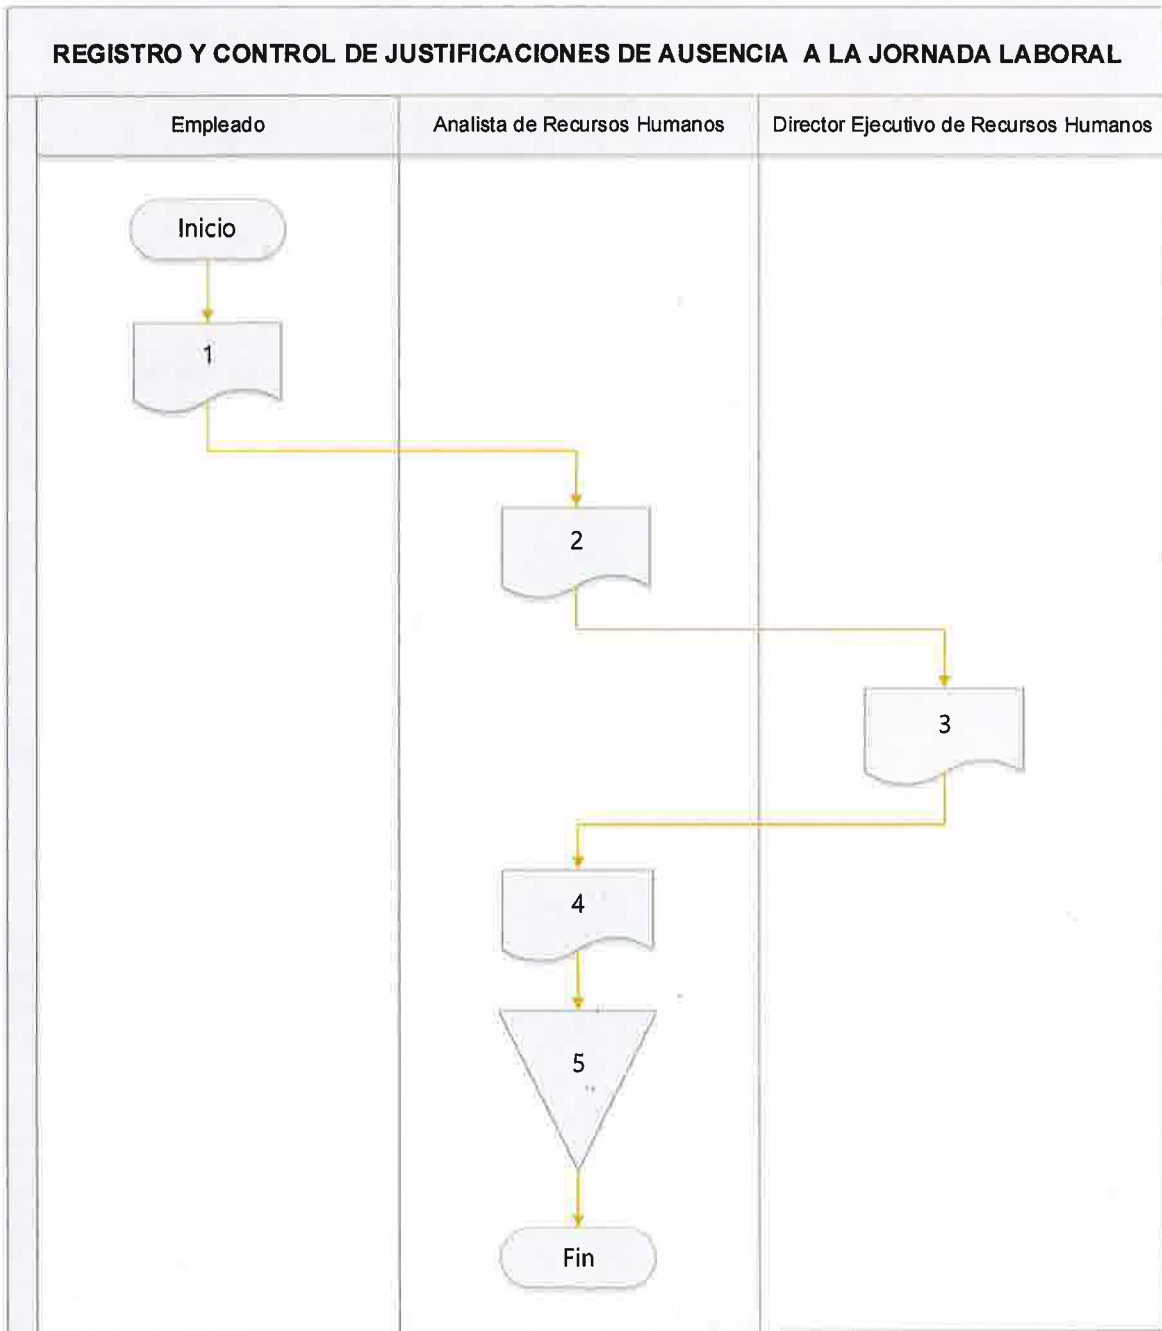 REGISTRO Y CONTROL DE JUSTIFICACIONES DE AUSENCIA A LA JORNADA LABORAL
Empleado
Analista de Recursos Humanos
Director Ejecutivo de Recursos Humanos
Inicio
1
2
3
4
5
Fin